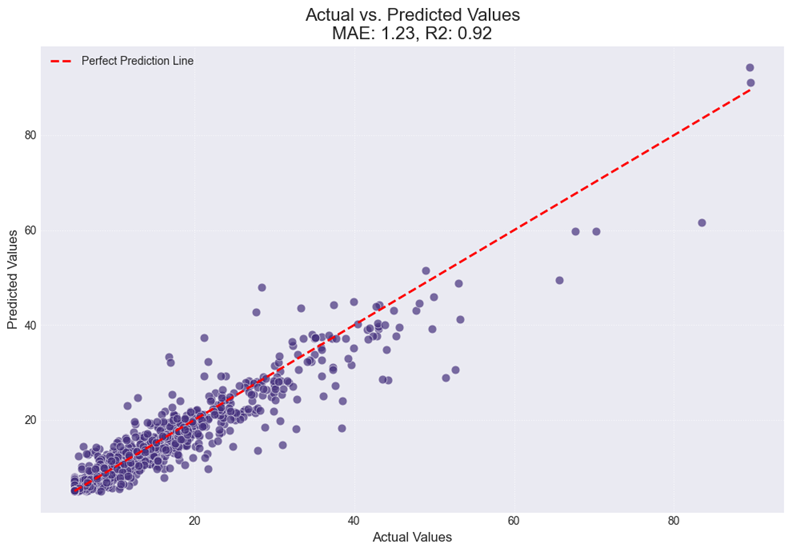 Actual vs. Predicted Values
MAE: 1.23, R2: 0.92
Perfect Prediction Line
80
60
40
20
Predicted Values
20
40
60
80
Actual Values